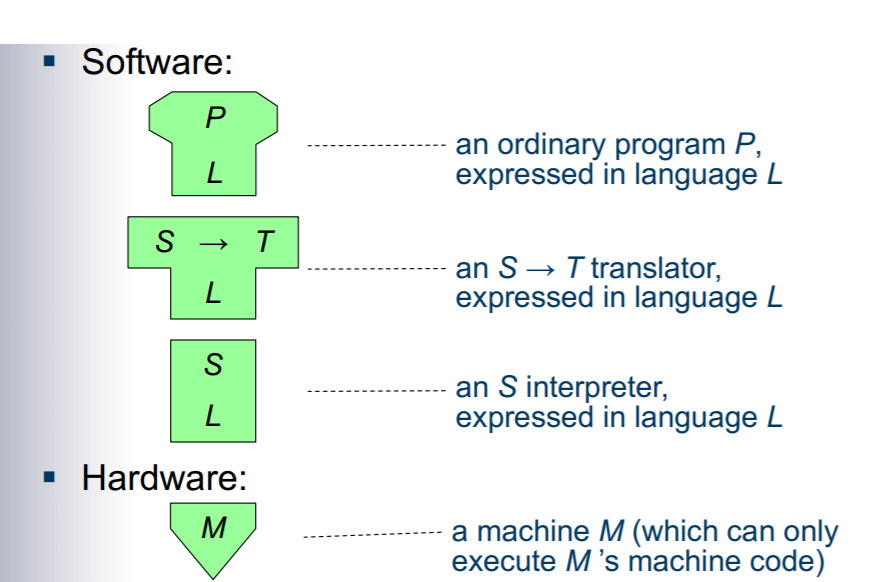 ▪ Software:
P
L
an ordinary program P,
expressed in language L
S → T
L
an S → T translator,
expressed in language L
S
L
an S interpreter,
expressed in language L
▪ Hardware:
M
a machine M (which can only
execute M ’s machine code)